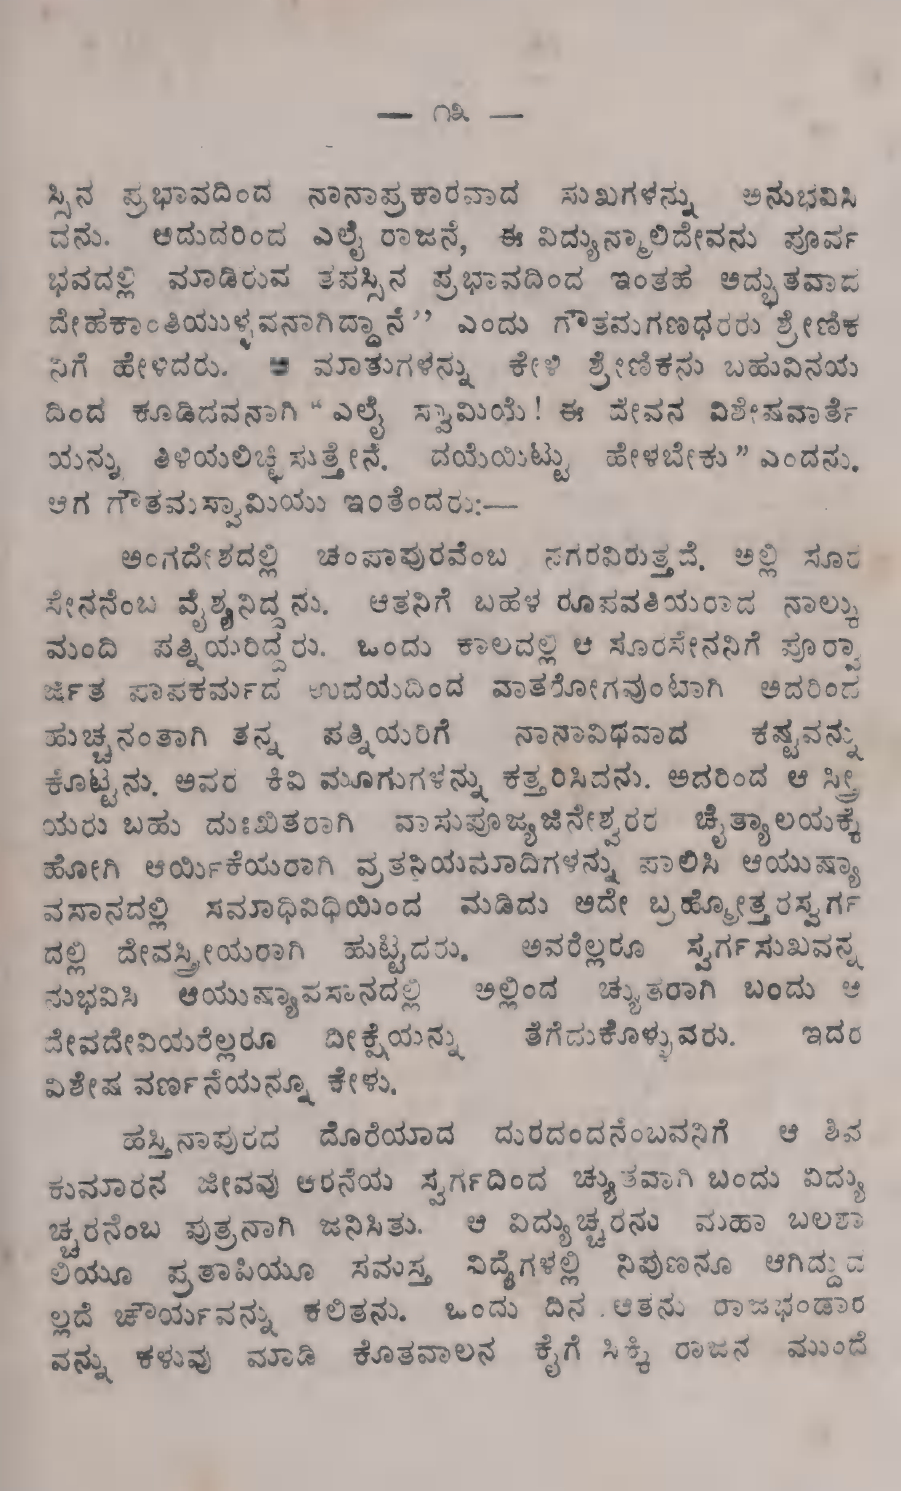 — ೧೩ —
ಸ್ಸಿನ ಪ್ರಭಾವದಿಂದ ನಾನಾಪ್ರಕಾರವಾದ ಸುಖಗಳನ್ನು ಅನುಭವಿಸಿ
ದನು. ಆದುದರಿಂದ ಎಲೈ ರಾಜನೆ, ಈ ವಿದ್ಯುನ್ಮಾಲಿದೇವನು ಪೂರ್ವ
ಭವದಲ್ಲಿ ಮಾಡಿರುವ ತಪಸ್ಸಿನ ಪ್ರಭಾವದಿಂದ ಇಂತಹ ಅದ್ಭುತವಾದ
ದೇಹಕಾಂತಿಯುಳ್ಳವನಾಗಿದ್ದಾನೆ’’ ಎಂದು ಗೌತಮಗಣಧರರು ಶ್ರೇಣಿಕ
ನಿಗೆ ಹೇಳಿದರು. ಆ ಮಾತುಗಳನ್ನು ಕೇಳಿ ಶ್ರೇಣಿಕನು ಬಹುವಿನಯ
ದಿಂದ ಕೂಡಿದವನಾಗಿ “ ಎಲೈ ಸ್ವಾಮಿಯೆ! ಈ ದೇವನ ವಿಶೇಷವಾರ್ತೆ
ಯನ್ನು ತಿಳಿಯಲಿಚ್ಛಿಸುತ್ತೇನೆ. ದಯೆಯಿಟ್ಟು ಹೇಳಬೇಕು ” ಎಂದನು.
ಆಗ ಗೌತಮಸ್ವಾಮಿಯು ಇಂತೆಂದರು:—
ಅಂಗದೇಶದಲ್ಲಿ ಚಂಪಾಪುರವೆಂಬ ನಗರವಿರುತ್ತದೆ. ಅಲ್ಲಿ ಸೂರ
ಸೇನನೆಂಬ ವೈಶ್ಯನಿದ್ದನು. ಆತನಿಗೆ ಬಹಳ ರೂಪವತಿಯರಾದ ನಾಲ್ಕು
ಮಂದಿ ಪತ್ನಿಯರಿದ್ದರು. ಒಂದು ಕಾಲದಲ್ಲಿ ಆ ಸೂರಸೇನನಿಗೆ ಪೂರ್ವಾ
ರ್ಜಿತ ಪಾಪಕರ್ಮದ ಉದಯದಿಂದ ವಾತರೋಗವುಂಟಾಗಿ ಅದರಿಂದ
ಹುಚ್ಚನಂತಾಗಿ ತನ್ನ ಪತ್ನಿಯರಿಗೆ ನಾನಾವಿಧವಾದ ಕಷ್ಟವನ್ನು
ಕೊಟ್ಟನು. ಅವರ ಕಿವಿ ಮೂಗುಗಳನ್ನು ಕತ್ತರಿಸಿದನು. ಅದರಿಂದ ಆ ಸ್ತ್ರೀ
ಯರು ಬಹು ದುಃಖಿತರಾಗಿ ವಾಸುಪೂಜ್ಯಜಿನೇಶ್ವರರ ಚೈತ್ಯಾಲಯಕ್ಕೆ
ಹೋಗಿ ಆರ್ಯಿಕೆಯರಾಗಿ ವ್ರತನಿಯಮಾದಿಗಳನ್ನು ಪಾಲಿಸಿ ಆಯುಷ್ಯಾ
ವಸಾನದಲ್ಲಿ ಸಮಾಧಿವಿಧಿಯಿಂದ ಮಡಿದು ಅದೇ ಬ್ರಹ್ಮೋತ್ತರಸ್ವರ್ಗ
ದಲ್ಲಿ ದೇವಸ್ತ್ರೀಯರಾಗಿ ಹುಟ್ಟಿದರು. ಅವರೆಲ್ಲರೂ ಸ್ವರ್ಗಸುಖವನ್ನ
ನುಭವಿಸಿ ಆಯುಷ್ಯಾವಸಾನದಲ್ಲಿ ಅಲ್ಲಿಂದ ಚ್ಯುತರಾಗಿ ಬಂದು ಆ
ದೇವದೇವಿಯರೆಲ್ಲರೂ ದೀಕ್ಷೆಯನ್ನು ತೆಗೆದುಕೊಳ್ಳುವರು. ಇದರ
ವಿಶೇಷ ವರ್ಣನೆಯನ್ನೂ ಕೇಳು.
ಹಸ್ತಿನಾಪುರದ ದೊರೆಯಾದ ದುರದಂದನೆಂಬವನಿಗೆ ಆ ಶಿವ
ಕುಮಾರನ ಜೀವವು ಆರನೆಯ ಸ್ವರ್ಗದಿಂದ ಚ್ಯುತವಾಗಿ ಬಂದು ವಿದ್ಯು
ಚ್ಚರನೆಂಬ ಪುತ್ರನಾಗಿ ಜನಿಸಿತು. ಆ ವಿದ್ಯುಚ್ಚರನು ಮಹಾ ಬಲಶಾ
ಲಿಯೂ ಪ್ರತಾಪಿಯೂ ಸಮಸ್ತ ವಿದ್ಯೆಗಳಲ್ಲಿ ನಿಪುಣನೂ ಆಗಿದ್ದುದ
ಲ್ಲದೆ ಚೌರ್ಯವನ್ನು ಕಲಿತನು. ಒಂದು ದಿನ ಆತನು ರಾಜಭಂಡಾರ
ವನ್ನು ಕಳುವು ಮಾಡಿ ಕೊತವಾಲನ ಕೈಗೆ ಸಿಕ್ಕಿ ರಾಜನ ಮುಂದೆ